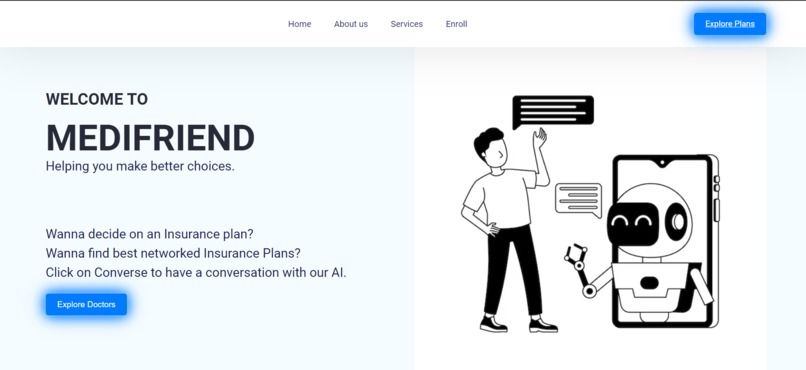 Home About us Services Enroll Explore Plans
WELCOME TO
MEDIFRIEND
Helping you make better choices.
Wanna decide on an Insurance plan?
Wanna find best networked Insurance Plans?
Click on Converse to have a conversation with our AI.
Explore Doctors